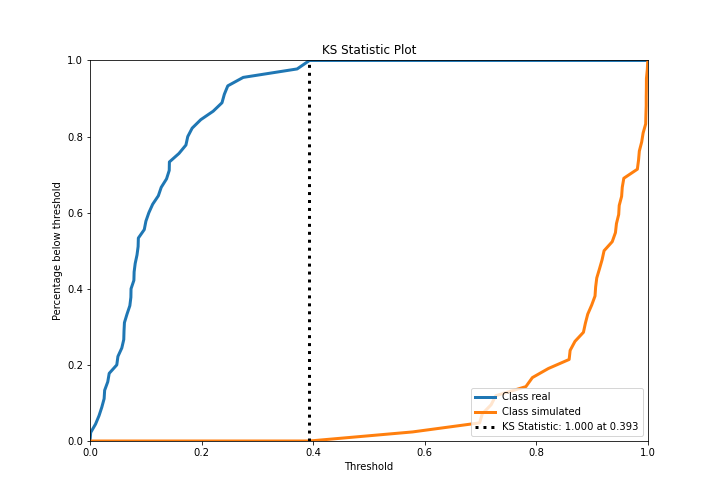 KS Statistic Plot
Percentage below threshold
1.0
0.8
0.6
0.4
0.2
0.0
0.0 0.2 0.4 0.6 0.8 1.0
Threshold
Class real
Class simulated
KS Statistic: 1.000 at 0.393